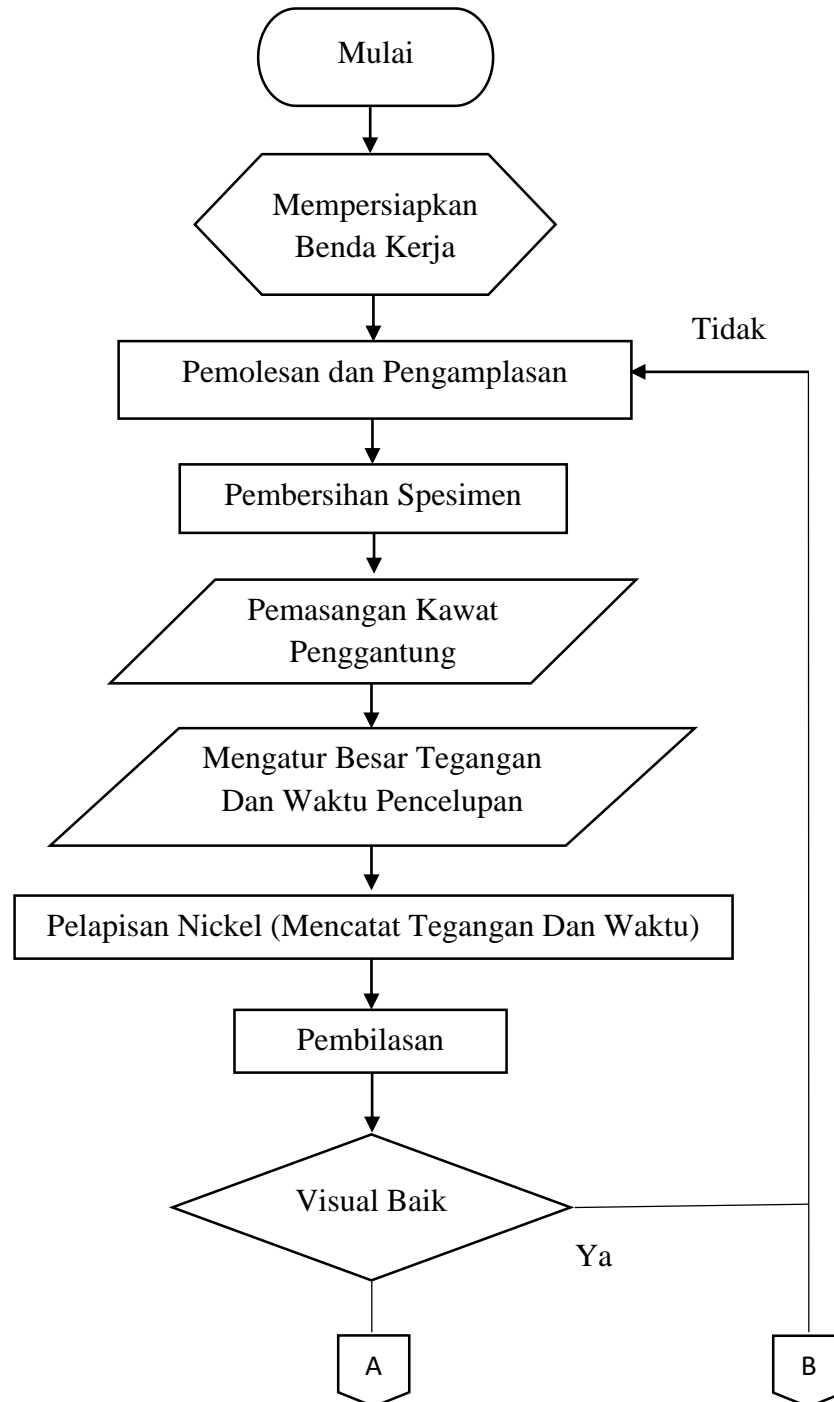 Mulai
Mempersiapkan
Benda Kerja
Tidak
Pemolesan dan Pengamplasan
Pembersihan Spesimen
Pemasangan Kawat
Penggantung
Mengatur Besar Tegangan
Dan Waktu Pencelupan
Pelapisan Nickel (Mencatat Tegangan Dan Waktu)
Pembilasan
Visual Baik
Ya
A
B